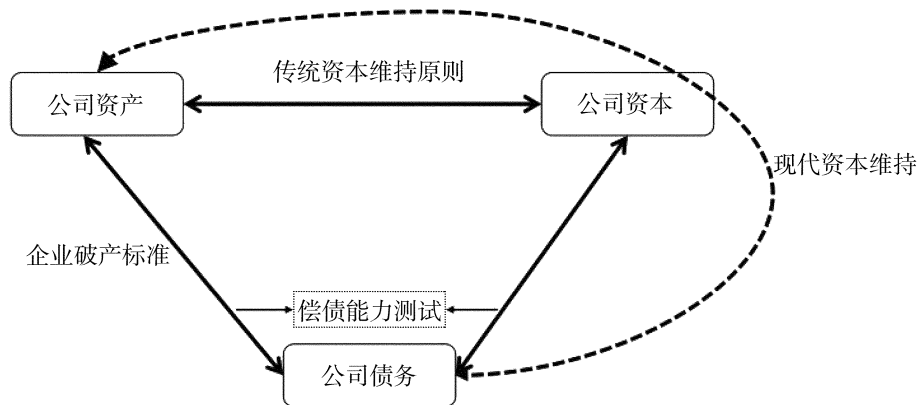 传统资本维持原则
公司资产
公司资本
现代资本维持
企业破产标准
偿债能力测试
公司债务